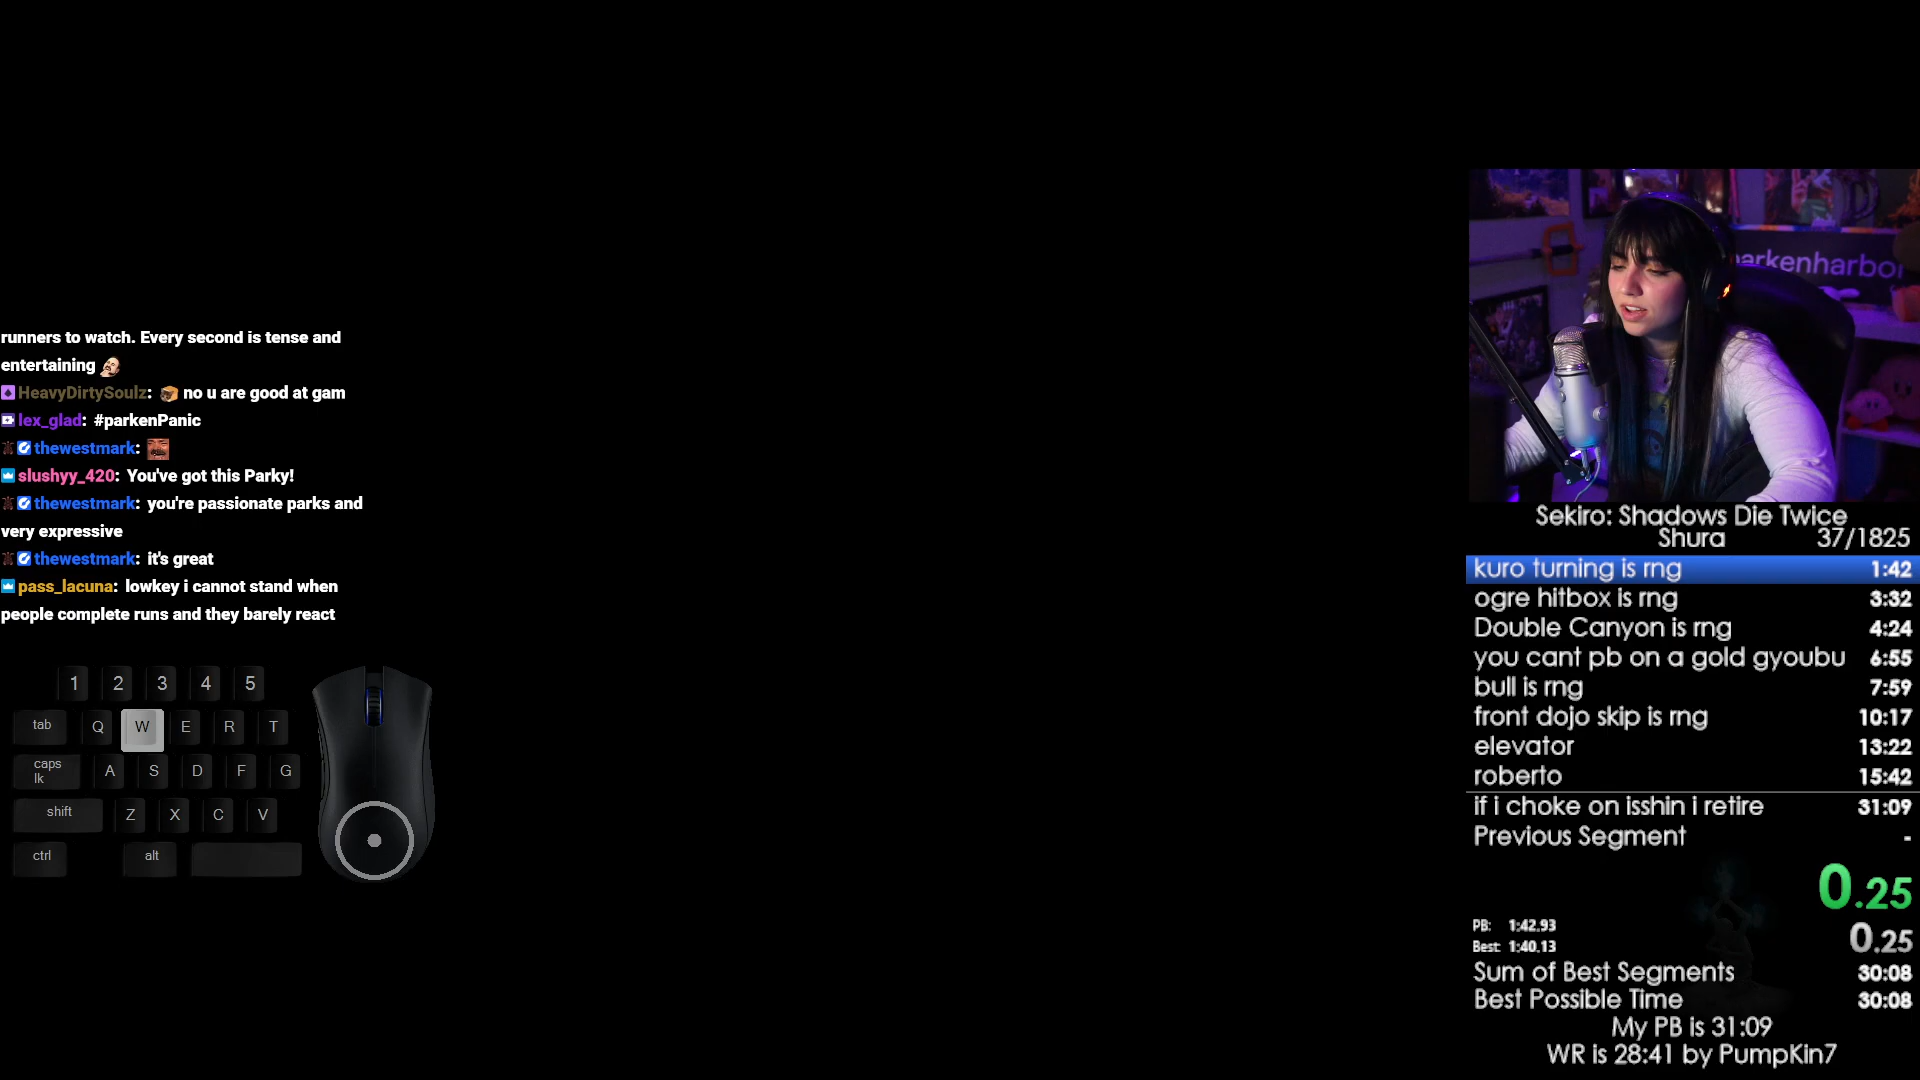 runners to watch. Every second is tense and
entertaining
HeavyDirtySoulz: no u are good at gam
lex_glad: #parkenPanic
thewestmark:
slushyy_420: You've got this Parky!
thewestmark: you're passionate parks and
very expressive
thewestmark: it's great
pass_lacuna: lowkey i cannot stand when
people complete runs and they barely react
1 2 3 4 5
tab Q W E R T
caps
lk A S D F G
shift Z X C V
ctrl alt
arkenharbor
Sekiro: Shadows Die Twice
Shura 37/1825
kuro turning is rng 1:42
ogre hitbox is rng 3:32
Double Canyon is rng 4:24
you cant pb on a gold gyoubu 6:55
bull is rng 7:59
front dojo skip is rng 10:17
elevator 13:22
roberto 15:42
if i choke on isshin i retire 31:09
Previous Segment -
0.25
PB: 1:42.93
Best: 1:40.13 0.25
Sum of Best Segments 30:08
Best Possible Time 30:08
My PB is 31:09
WR is 28:41 by PumpKin7